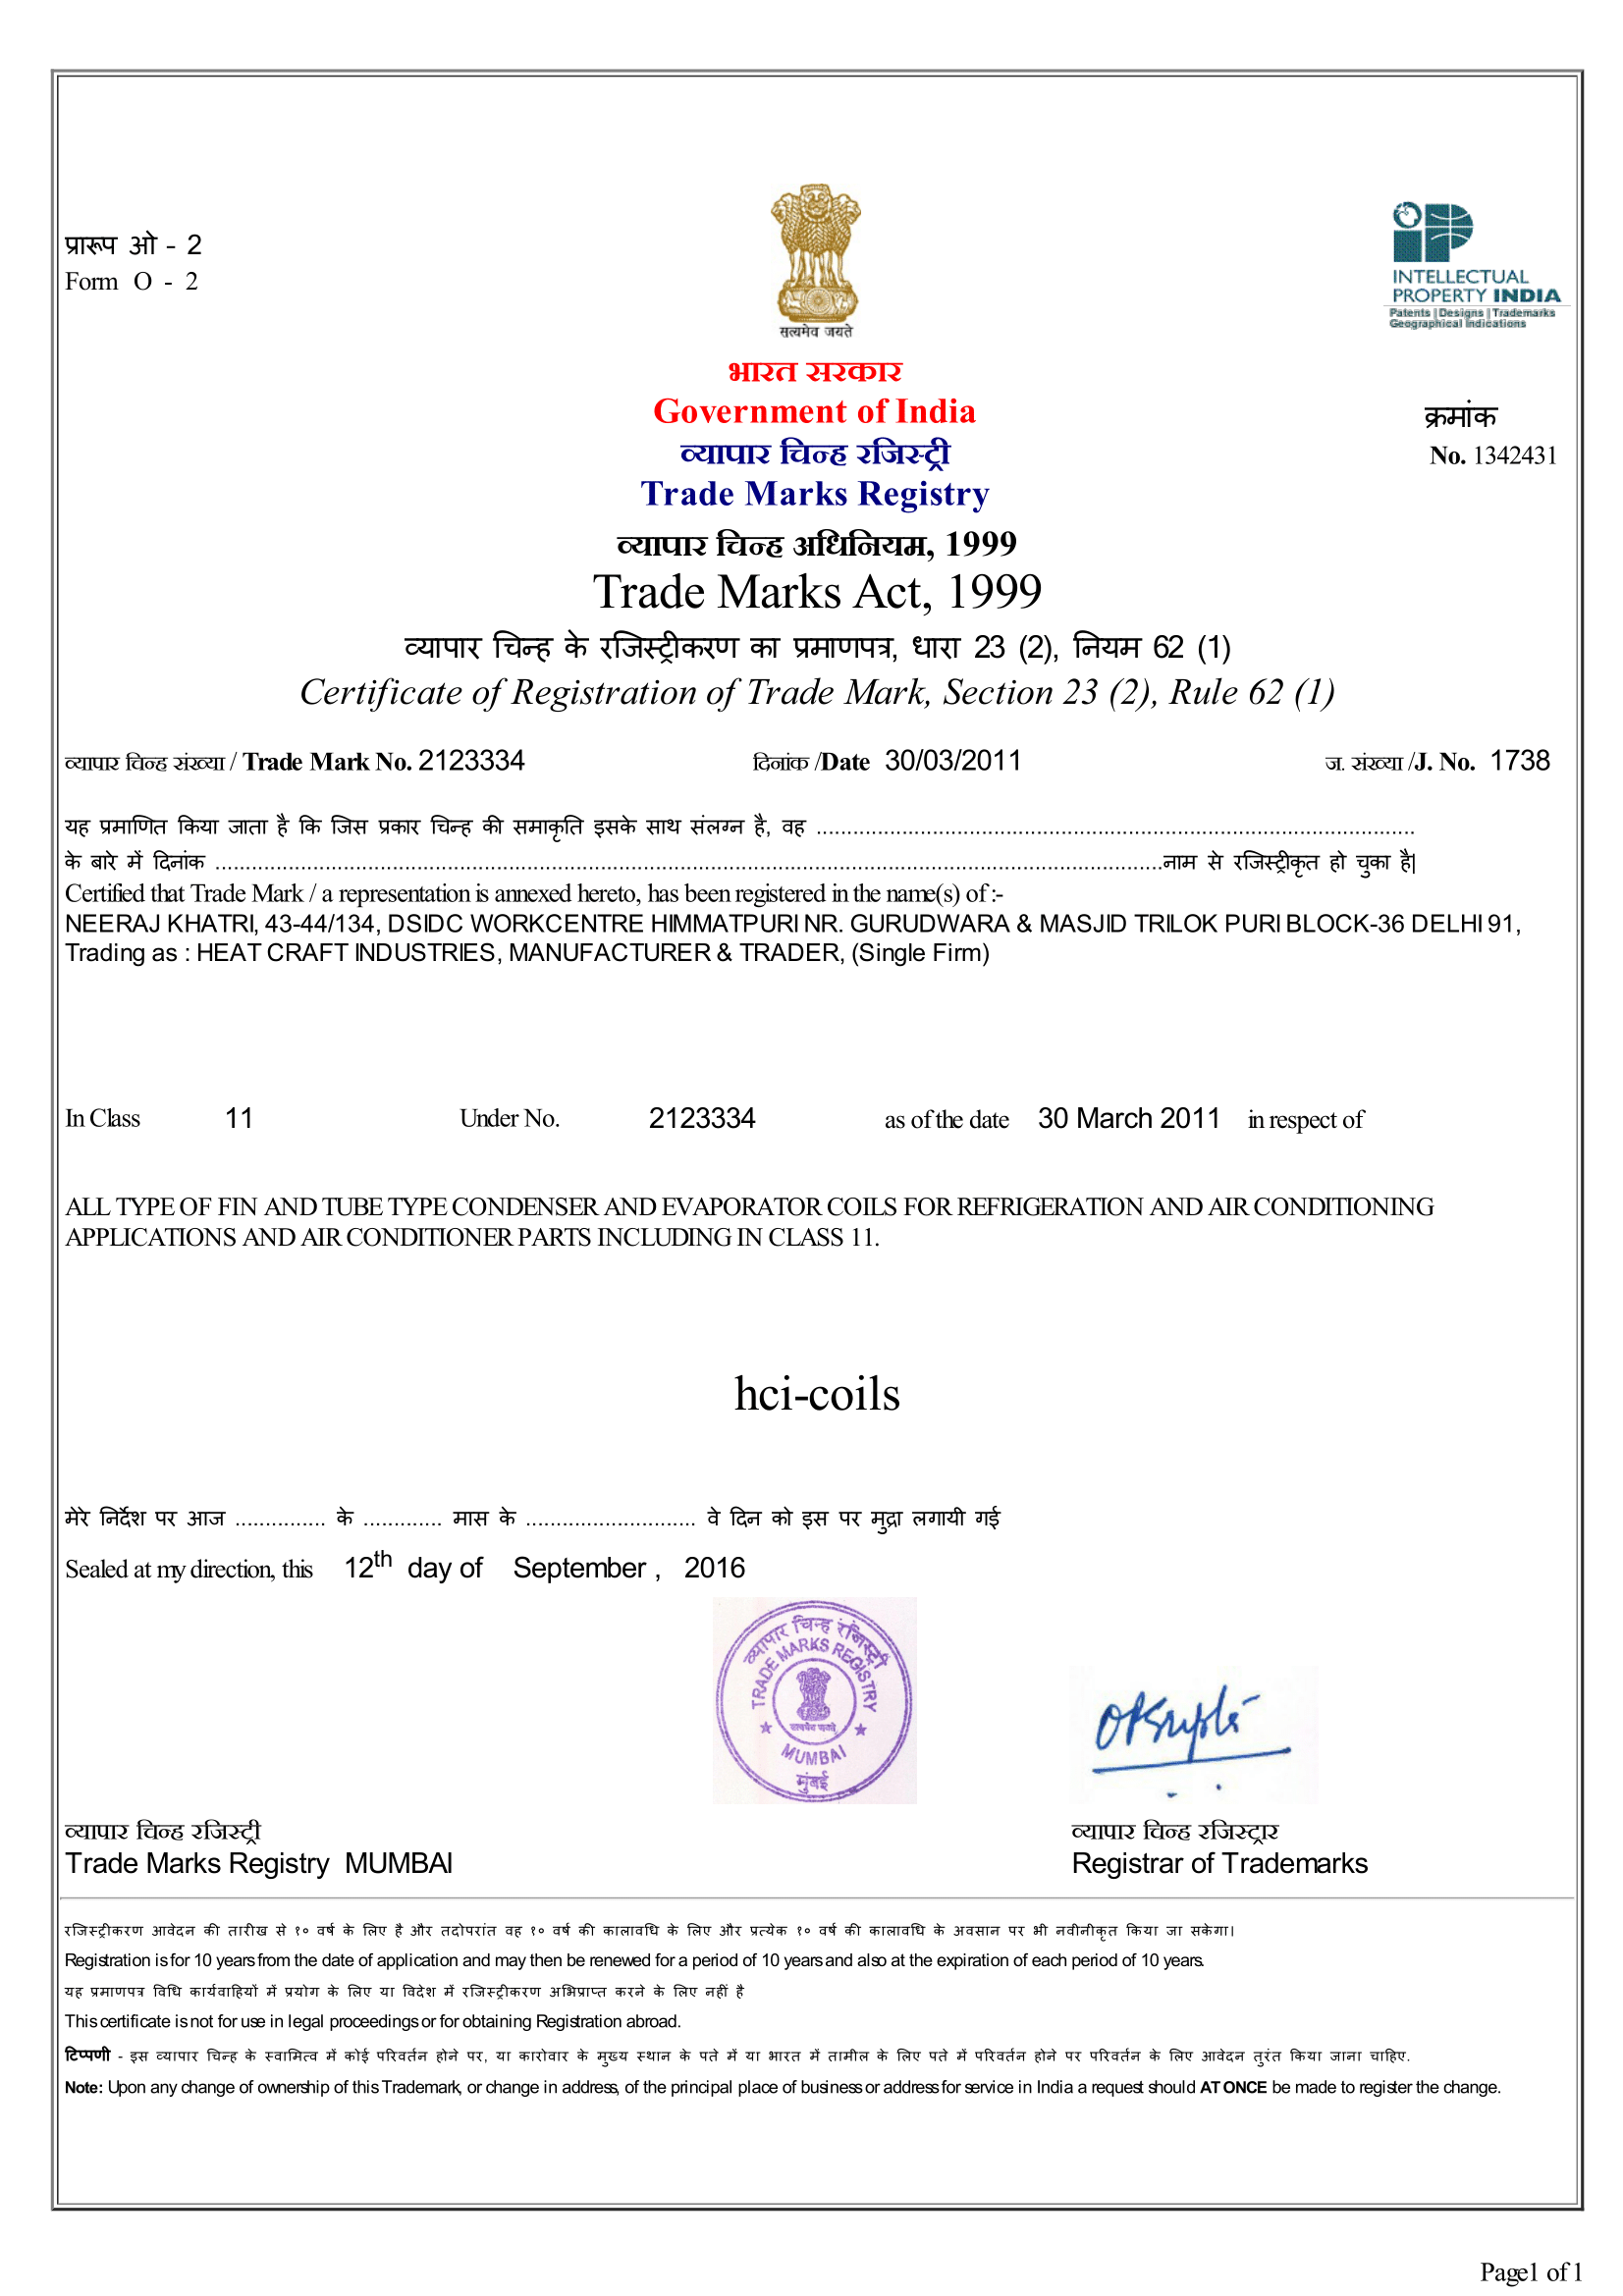 प्रारूप ओ - 2
Form O - 2
सत्यमेव जयते
INTELLECTUAL
PROPERTY INDIA
Patents | Designs | Trademarks
Geographical Indications
भारत सरकार
Government of India
क्रमांक
व्यापार चिन्ह रजिस्ट्री
No. 1342431
Trade Marks Registry
व्यापार चिन्ह अधिनियम, 1999
Trade Marks Act, 1999
व्यापार चिन्ह के रजिस्ट्रीकरण का प्रमाणपत्र, धारा 23 (2), नियम 62 (1)
Certificate of Registration of Trade Mark, Section 23 (2), Rule 62 (1)
व्यापार चिन्ह संख्या / Trade Mark No. 2123334 दिनांक /Date 30/03/2011 ज. संख्या /J. No. 1738
यह प्रमाणित किया जाता है कि जिस प्रकार चिन्ह की समाकृति इसके साथ संलग्न है, वह ....................................................................................................
के बारे में दिनांक ..............................................................................................................................................................नाम से रजिस्ट्रीकृत हो चुका है|
Certified that Trade Mark / a representation is annexed hereto, has been registered in the name(s) of :-
NEERAJ KHATRI, 43-44/134, DSIDC WORKCENTRE HIMMATPURI NR. GURUDWARA & MASJID TRILOK PURI BLOCK-36 DELHI 91,
Trading as : HEAT CRAFT INDUSTRIES, MANUFACTURER & TRADER, (Single Firm)
In Class 11 Under No. 2123334 as of the date 30 March 2011 in respect of
ALL TYPE OF FIN AND TUBE TYPE CONDENSER AND EVAPORATOR COILS FOR REFRIGERATION AND AIR CONDITIONING
APPLICATIONS AND AIR CONDITIONER PARTS INCLUDING IN CLASS 11.
hci-coils
मेरे निर्देश पर आज ............... के ............. मास के ............................ वे दिन को इस पर मुद्रा लगायी गई
Sealed at my direction, this 12th day of September , 2016
व्यापार चिन्ह रजिस्ट्री
TRADE MARKS REGISTRY
सत्यमेव जयते
MUMBAI
मुंबई
व्यापार चिन्ह रजिस्ट्री व्यापार चिन्ह रजिस्ट्रार
Trade Marks Registry MUMBAI Registrar of Trademarks
रजिस्ट्रीकरण आवेदन की तारीख से १० वर्ष के लिए है और तदोपरांत वह १० वर्ष की कालावधि के लिए और प्रत्येक १० वर्ष की कालावधि के अवसान पर भी नवीनीकृत किया जा सकेगा।
Registration is for 10 years from the date of application and may then be renewed for a period of 10 years and also at the expiration of each period of 10 years.
यह प्रमाणपत्र विधि कार्यवाहियों में प्रयोग के लिए या विदेश में रजिस्ट्रीकरण अभिप्राप्त करने के लिए नहीं है
This certificate is not for use in legal proceedings or for obtaining Registration abroad.
टिप्पणी - इस व्यापार चिन्ह के स्वामित्व में कोई परिवर्तन होने पर, या कारोवार के मुख्य स्थान के पते में या भारत में तामील के लिए पते में परिवर्तन होने पर परिवर्तन के लिए आवेदन तुरंत किया जाना चाहिए.
Note: Upon any change of ownership of this Trademark, or change in address, of the principal place of business or address for service in India a request should AT ONCE be made to register the change.
Page1 of 1